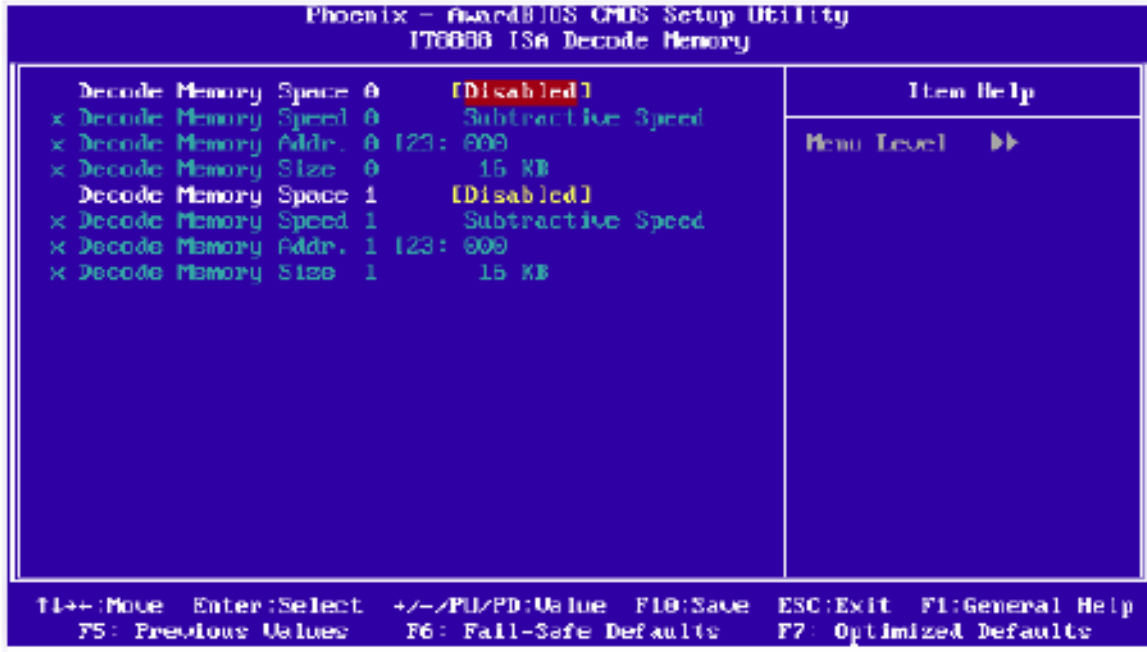 Phoenix - AwardBIOS CMOS Setup Utility
IT8888 ISA Decode Memory
Decode Memory Space 0 [Disabled]
x Decode Memory Speed 0 Subtractive Speed
x Decode Memory Addr. 0 [23: 000
x Decode Memory Size 0 16 KB
Decode Memory Space 1 [Disabled]
x Decode Memory Speed 1 Subtractive Speed
x Decode Memory Addr. 1 [23: 000
x Decode Memory Size 1 16 KB
Item Help
Menu Level ▶▶
↑↓→←:Move Enter:Select +/-/PU/PD:Value F10:Save ESC:Exit F1:General Help
F5: Previous Values F6: Fail-Safe Defaults F7: Optimized Defaults